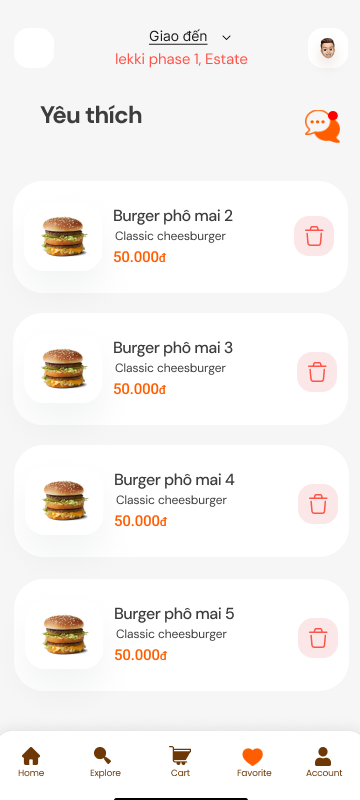 Giao đến
lekki phase 1, Estate
Yêu thích
Burger phô mai 2
Classic cheesburger
50.000đ
Burger phô mai 3
Classic cheesburger
50.000đ
Burger phô mai 4
Classic cheesburger
50.000đ
Burger phô mai 5
Classic cheesburger
50.000đ
Home Explore Cart Favorite Account